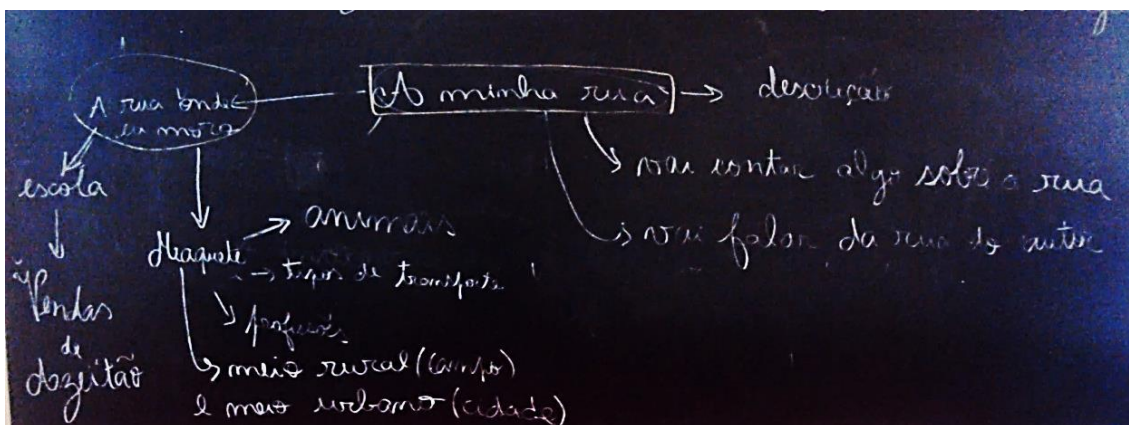 A rua onde
eu moro
"A minha rua" → descrição
→ vai contar algo sobre a rua
→ vai falar da rua do autor
escola
Vendas
de
Azeitão
Maquete
→ animais
→ tipos de transporte
→ profissões
→ meio rural (campo)
e meio urbano (cidade)